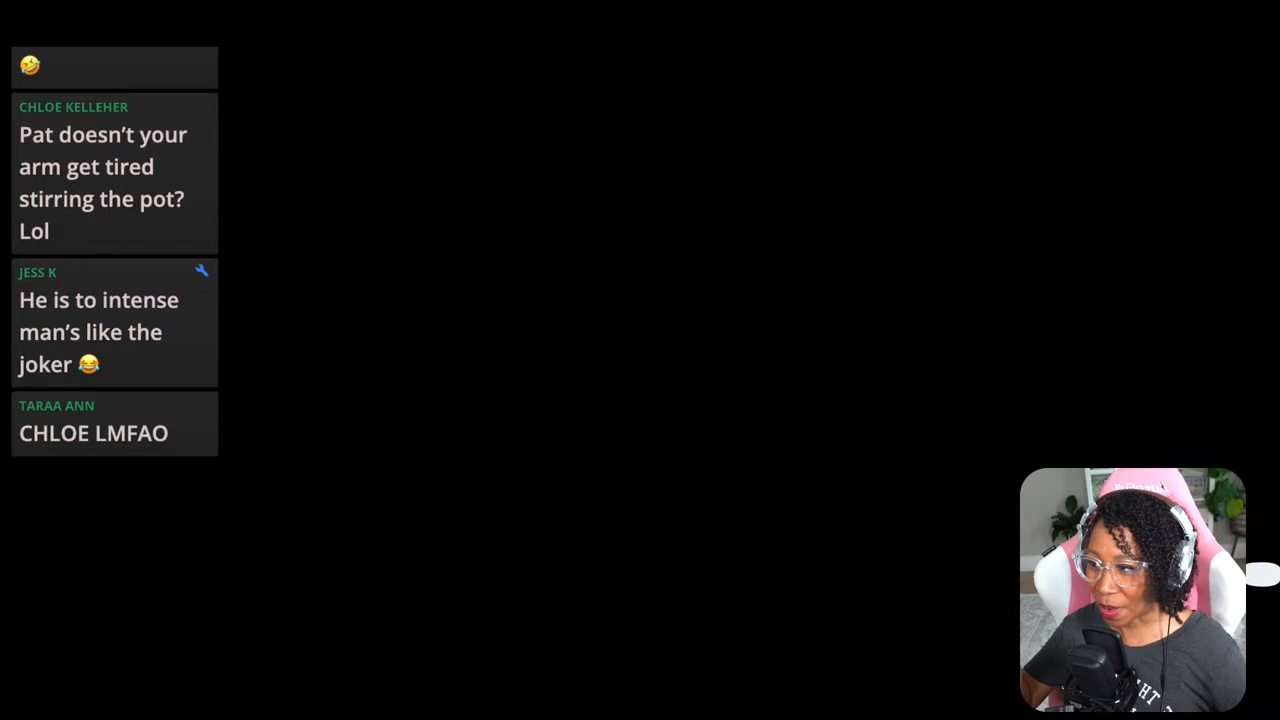 🤣
CHLOE KELLEHER
Pat doesn’t your
arm get tired
stirring the pot?
Lol
JESS K
He is to intense
man’s like the
joker 😂
TARAA ANN
CHLOE LMFAO